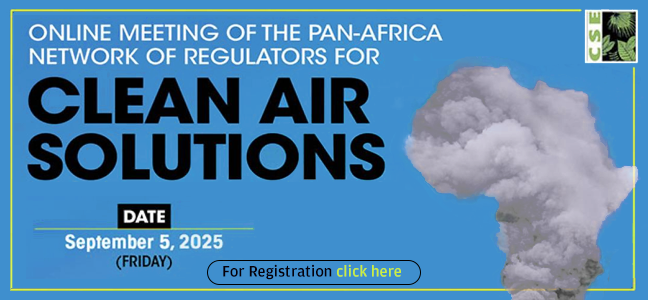 ONLINE MEETING OF THE PAN-AFRICA
NETWORK OF REGULATORS FOR
CLEAN AIR
SOLUTIONS
DATE
September 5, 2025
(FRIDAY)
For Registration click here
CSE